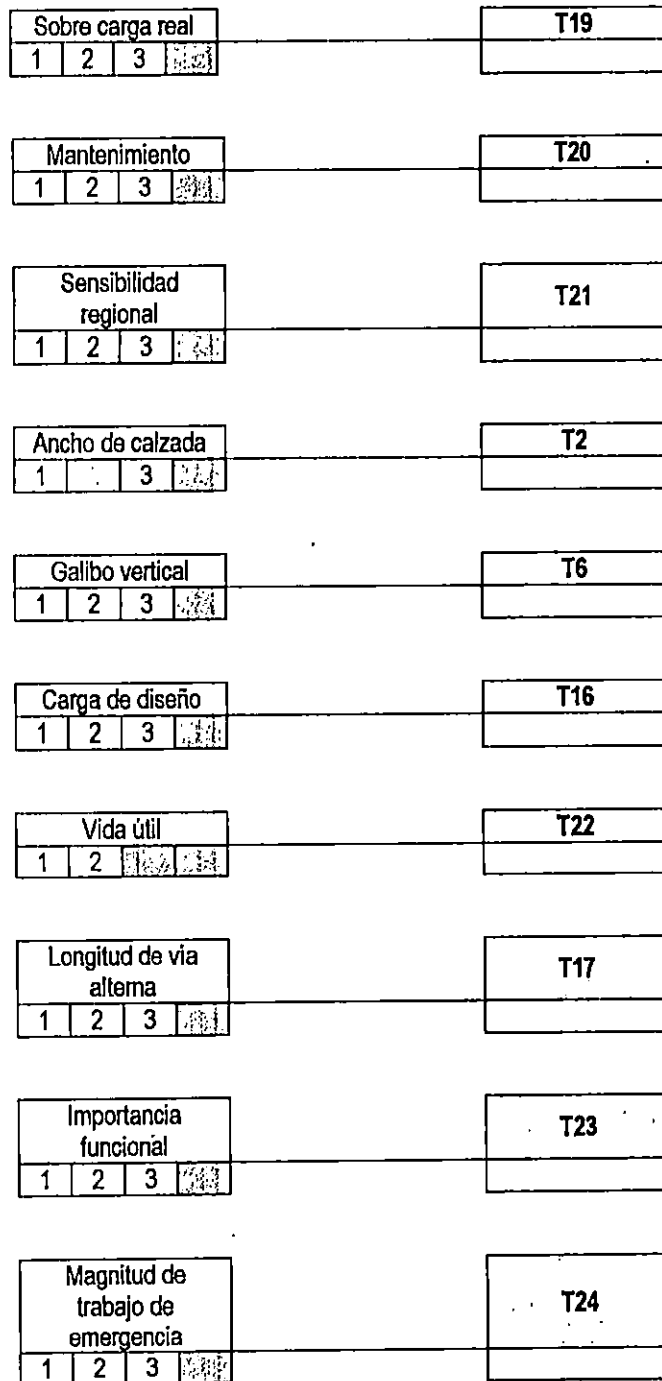 Sobre carga real
T19
1 2 3
Mantenimiento
T20
1 2 3
Sensibilidad
regional
T21
1 2 3
Ancho de calzada
T2
1 3
Galibo vertical
T6
1 2 3
Carga de diseño
T16
1 2 3
Vida útil
T22
1 2
Longitud de via
alterna
T17
1 2 3
Importancia
funcional
T23
1 2 3
Magnitud de
trabajo de
emergencia
T24
1 2 3